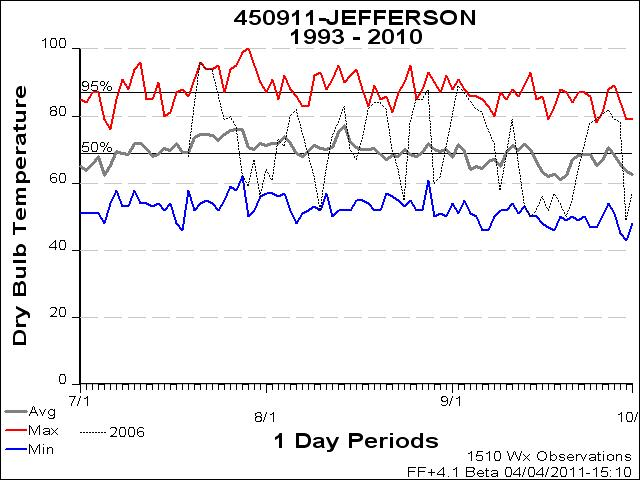 450911-JEFFERSON
1993 - 2010
Dry Bulb Temperature
100
95%
80
50%
60
40
20
0
7/1
8/1
9/1
10/
Avg
Max
Min
2006
1 Day Periods
1510 Wx Observations
FF+4.1 Beta 04/04/2011-15:10